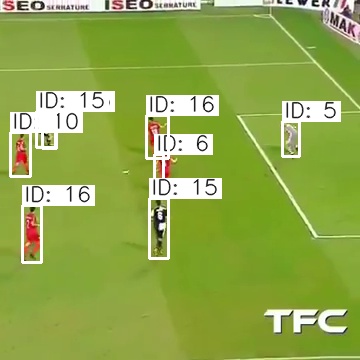 ISEO SERRATURE ISEO SERRATURE
MAK
ID: 15
ID: 10
ID: 16
ID: 5
ID: 6
ID: 16
ID: 15
TFC